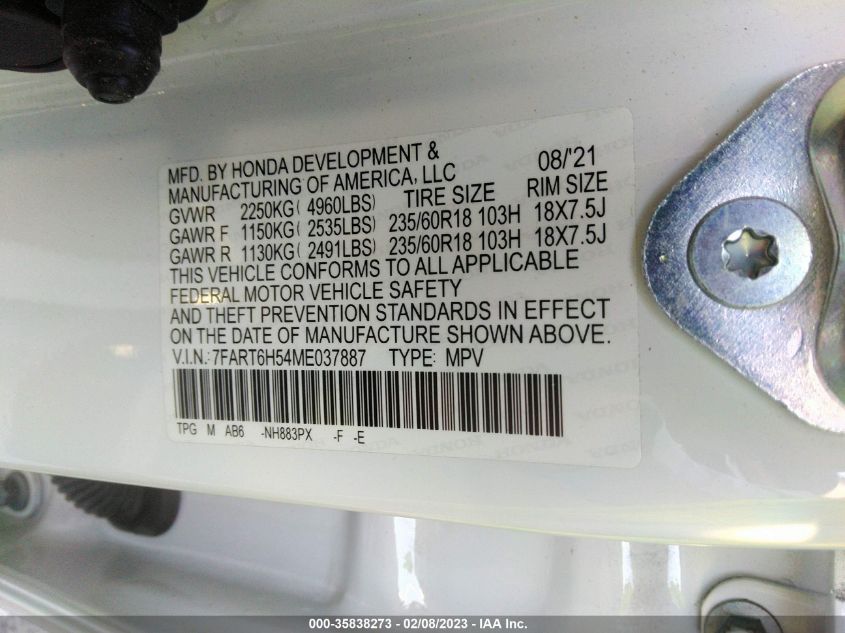 MFD. BY HONDA DEVELOPMENT & 08/'21
MANUFACTURING OF AMERICA, LLC
TIRE SIZE RIM SIZE
GVWR 2250KG( 4960LBS)
GAWR F 1150KG( 2535LBS) 235/60R18 103H 18X7.5J
GAWR R 1130KG( 2491LBS) 235/60R18 103H 18X7.5J
THIS VEHICLE CONFORMS TO ALL APPLICABLE
FEDERAL MOTOR VEHICLE SAFETY
AND THEFT PREVENTION STANDARDS IN EFFECT
ON THE DATE OF MANUFACTURE SHOWN ABOVE.
V.I.N.: 7FART6H54ME037887 TYPE: MPV
TPG M AB6 -NH883PX -F -E
000-35838273 - 02/08/2023 - IAA Inc.